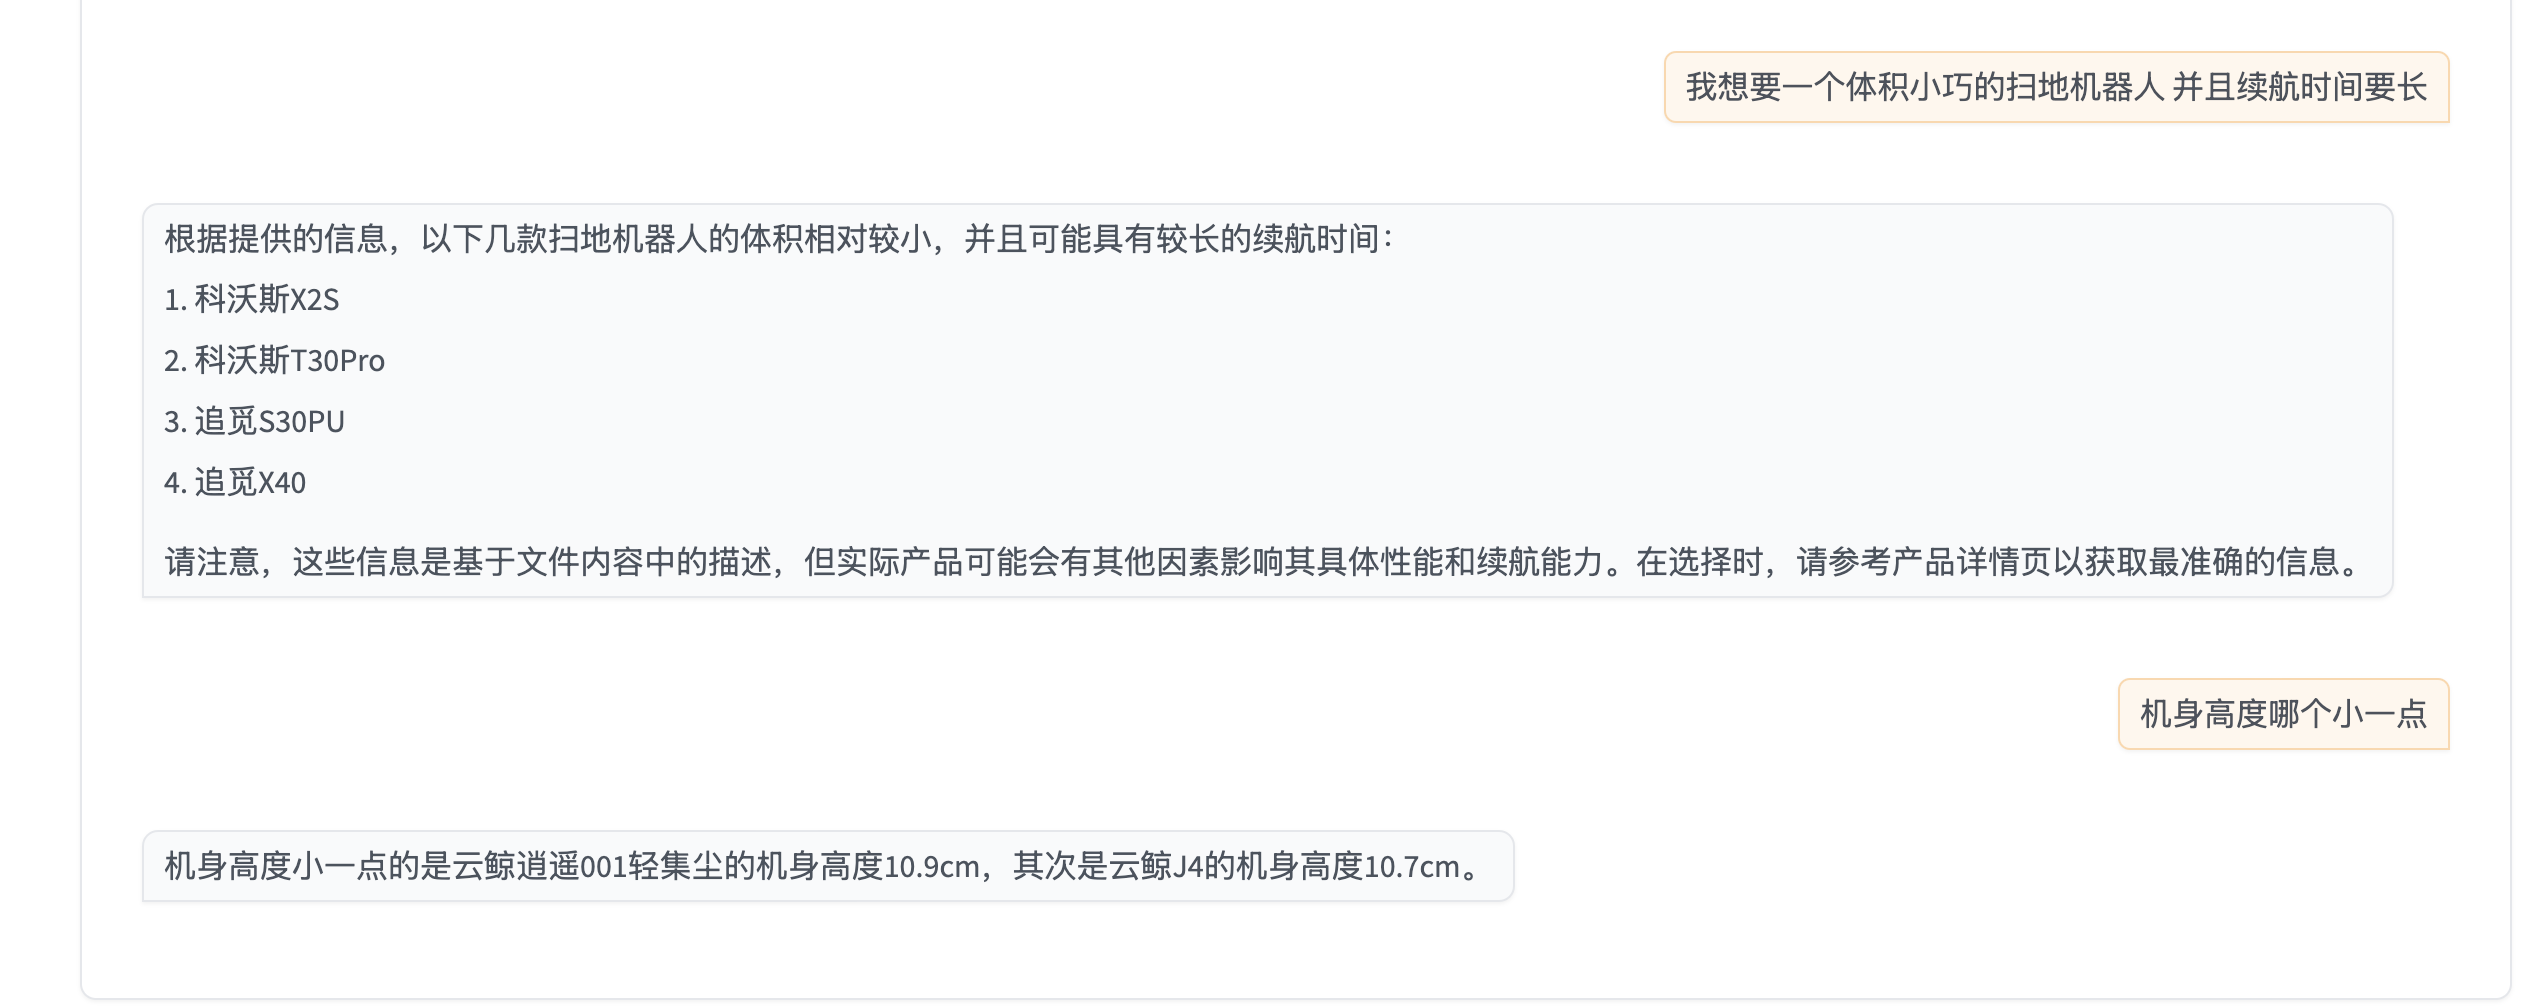 我想要一个体积小巧的扫地机器人 并且续航时间要长
根据提供的信息，以下几款扫地机器人的体积相对较小，并且可能具有较长的续航时间：
1. 科沃斯X2S
2. 科沃斯T30Pro
3. 追觅S30PU
4. 追觅X40
请注意，这些信息是基于文件内容中的描述，但实际产品可能会有其他因素影响其具体性能和续航能力。在选择时，请参考产品详情页以获取最准确的信息。
机身高度哪个小一点
机身高度小一点的是云鲸逍遥001轻集尘的机身高度10.9cm，其次是云鲸J4的机身高度10.7cm。